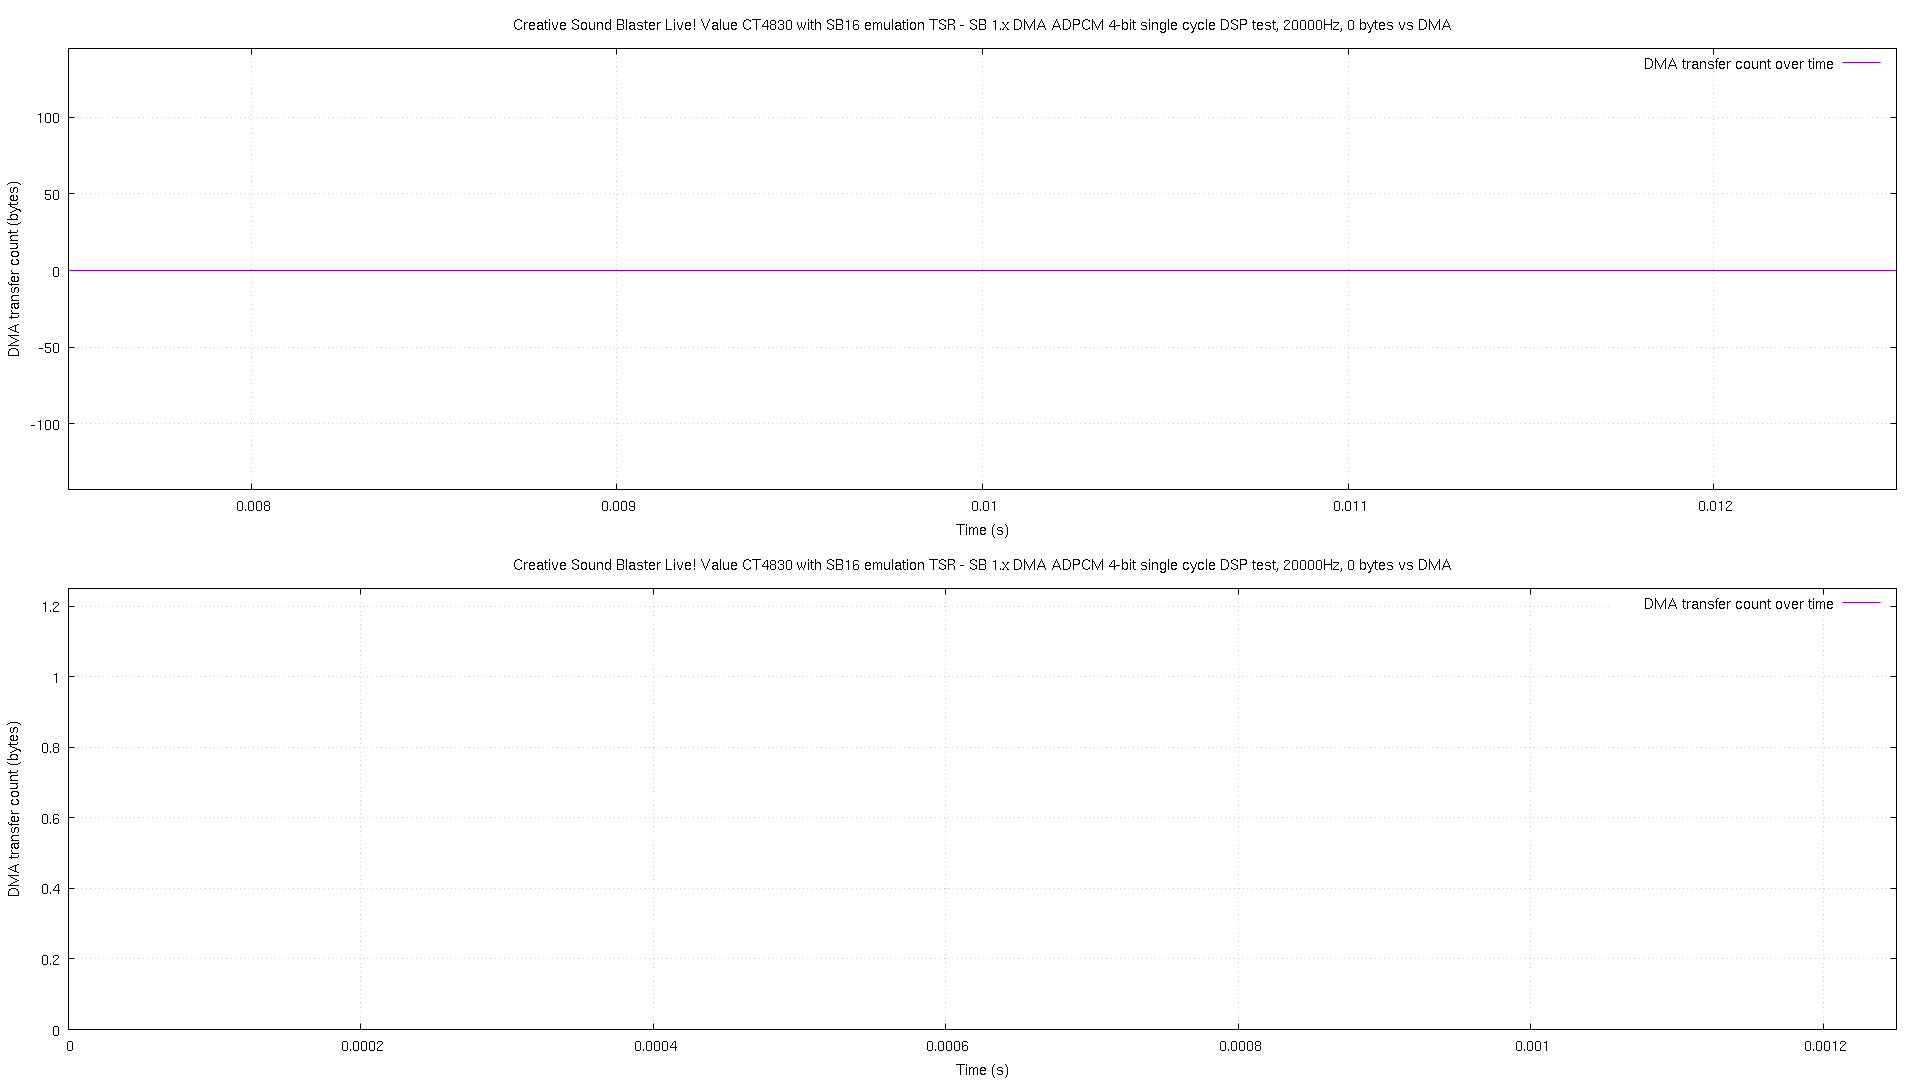 Creative Sound Blaster Live! Value CT4830 with SB16 emulation TSR - SB 1.x DMA ADPCM 4-bit single cycle DSP test, 20000Hz, 0 bytes vs DMA
DMA transfer count over time
100
50
0
-50
-100
DMA transfer count (bytes)
0.008 0.009 0.01 0.011 0.012
Time (s)
Creative Sound Blaster Live! Value CT4830 with SB16 emulation TSR - SB 1.x DMA ADPCM 4-bit single cycle DSP test, 20000Hz, 0 bytes vs DMA
DMA transfer count over time
1.2
1
0.8
0.6
0.4
0.2
0
DMA transfer count (bytes)
0 0.0002 0.0004 0.0006 0.0008 0.001 0.0012
Time (s)